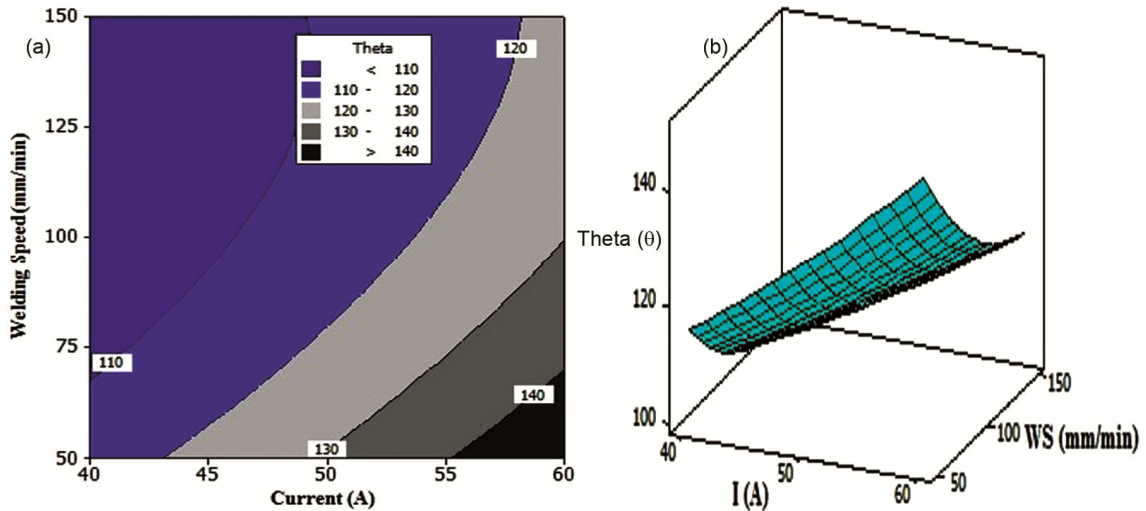 (a)
Welding Speed(mm/min)
150
125
100
75
50
Theta
< 110
110 - 120
120 - 130
130 - 140
> 140
120
110
140
130
40
45
50
55
60
Current (A)
(b)
Theta (θ)
140
120
100
40
50
60
I (A)
50
100
150
WS (mm/min)